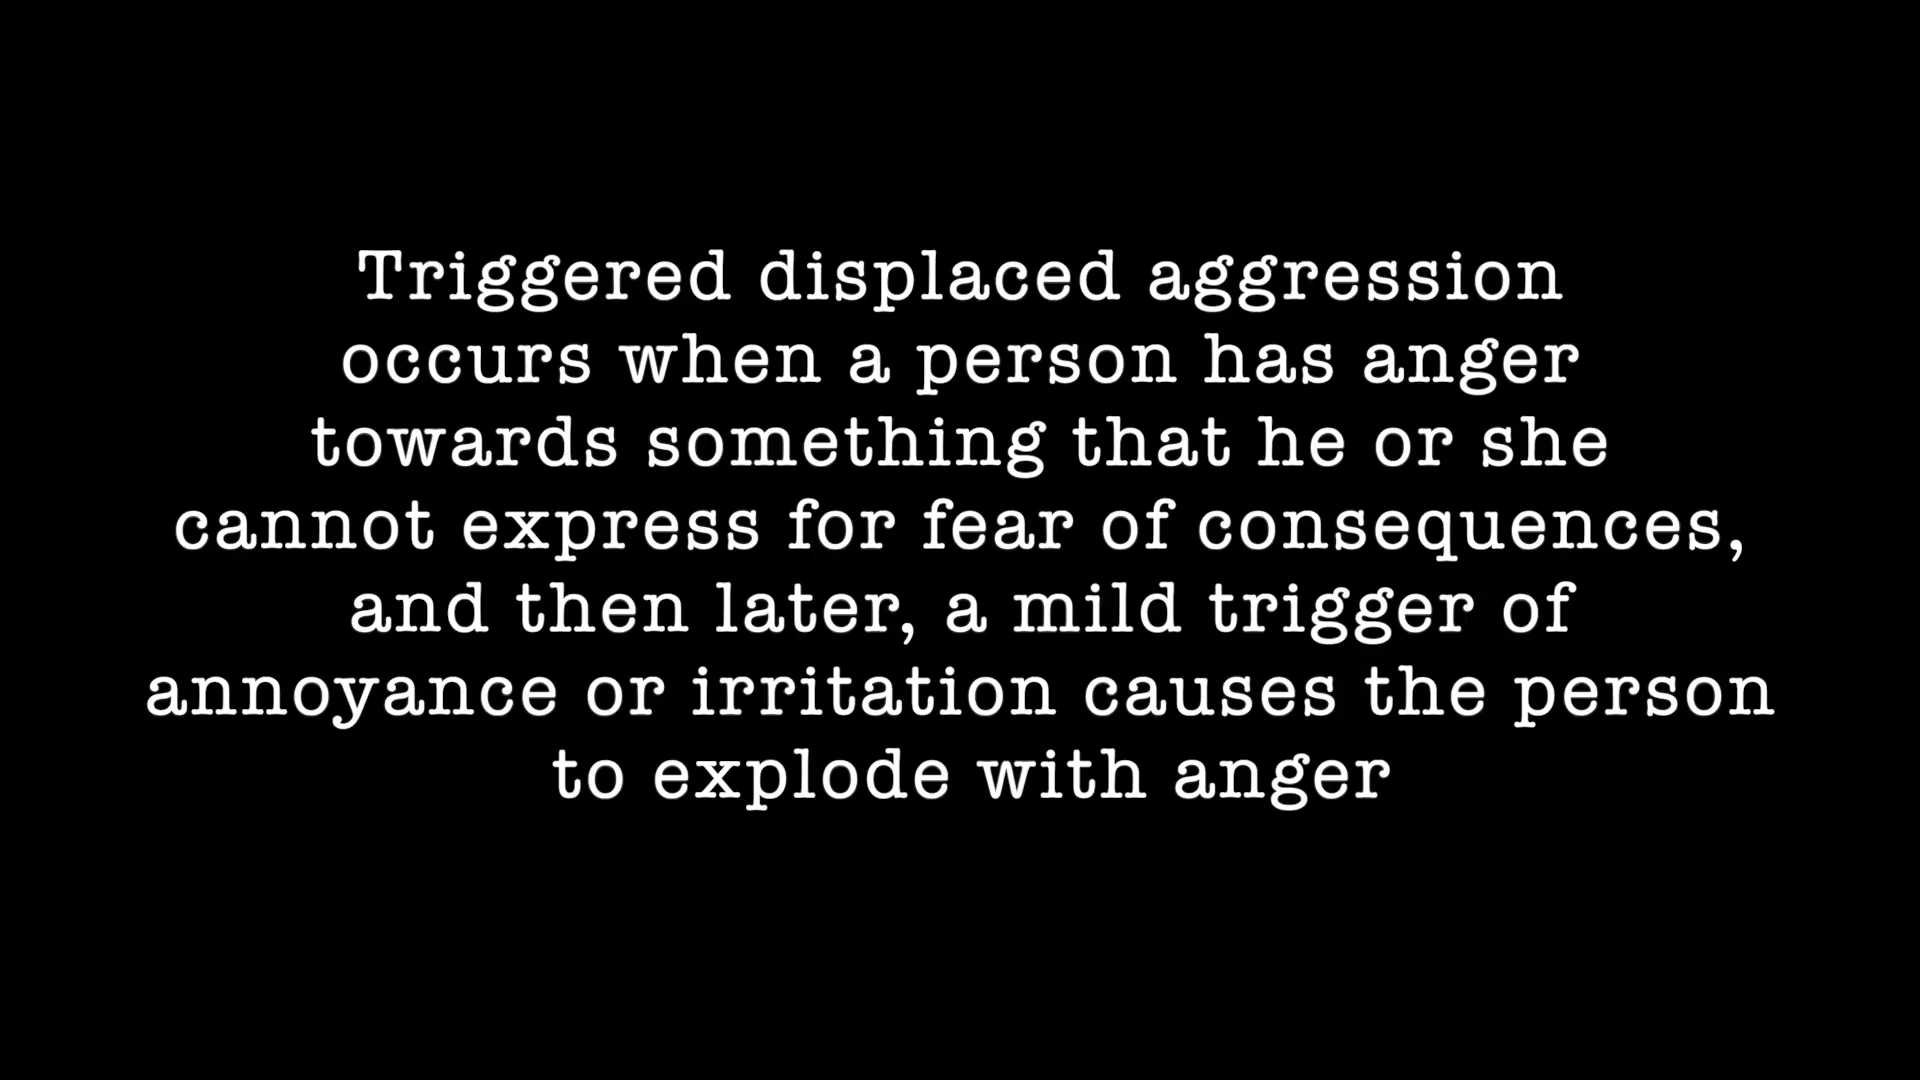 Triggered displaced aggression
occurs when a person has anger
towards something that he or she
cannot express for fear of consequences,
and then later, a mild trigger of
annoyance or irritation causes the person
to explode with anger